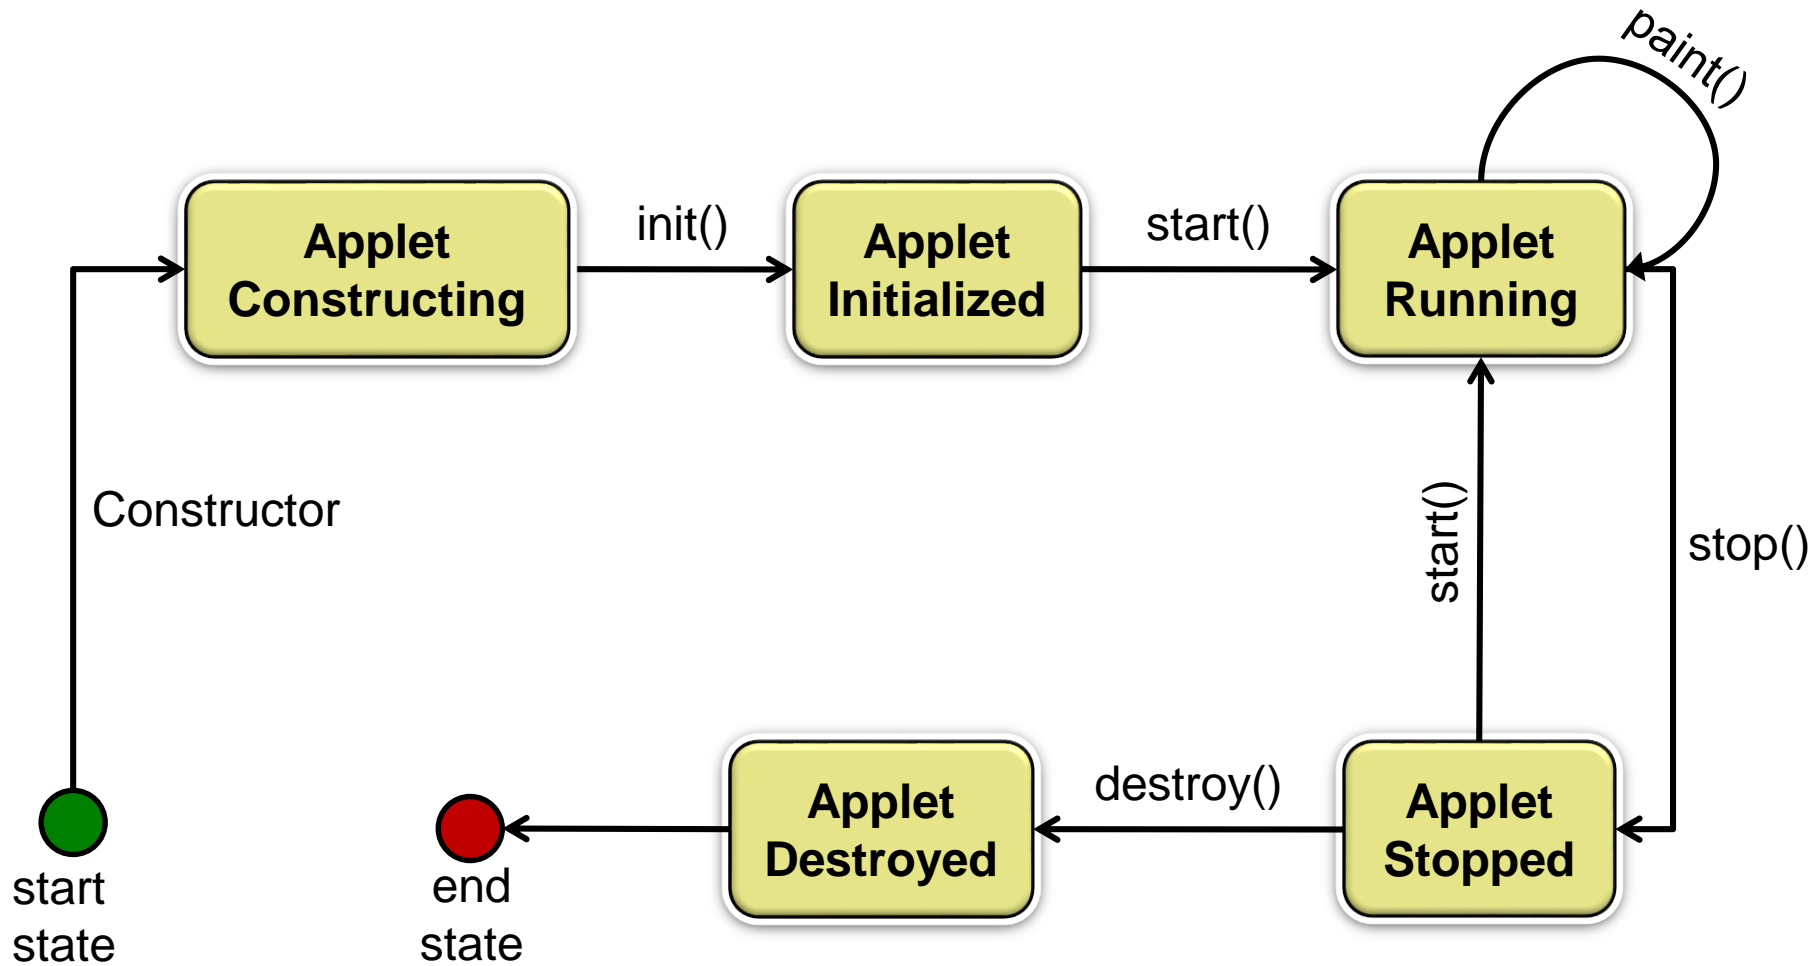 paint()
Applet
Constructing
init()
Applet
Initialized
start()
Applet
Running
Constructor
start()
stop()
Applet
Destroyed
destroy()
Applet
Stopped
start
state
end
state